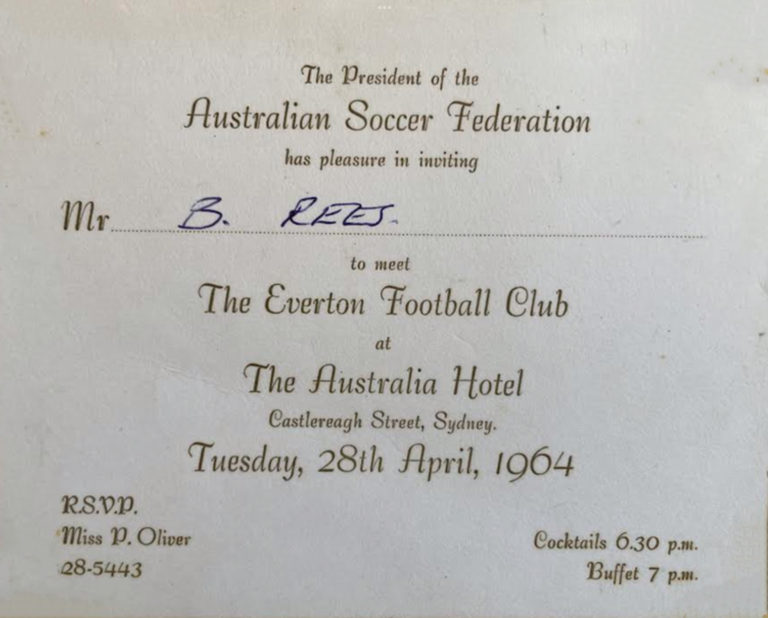 The President of the
Australian Soccer Federation
has pleasure in inviting
Mr B. REES.
to meet
The Everton Football Club
at
The Australia Hotel
Castlereagh Street, Sydney.
Tuesday, 28th April, 1964
R.S.V.P.
Miss P. Oliver
28-5443
Cocktails 6.30 p.m.
Buffet 7 p.m.